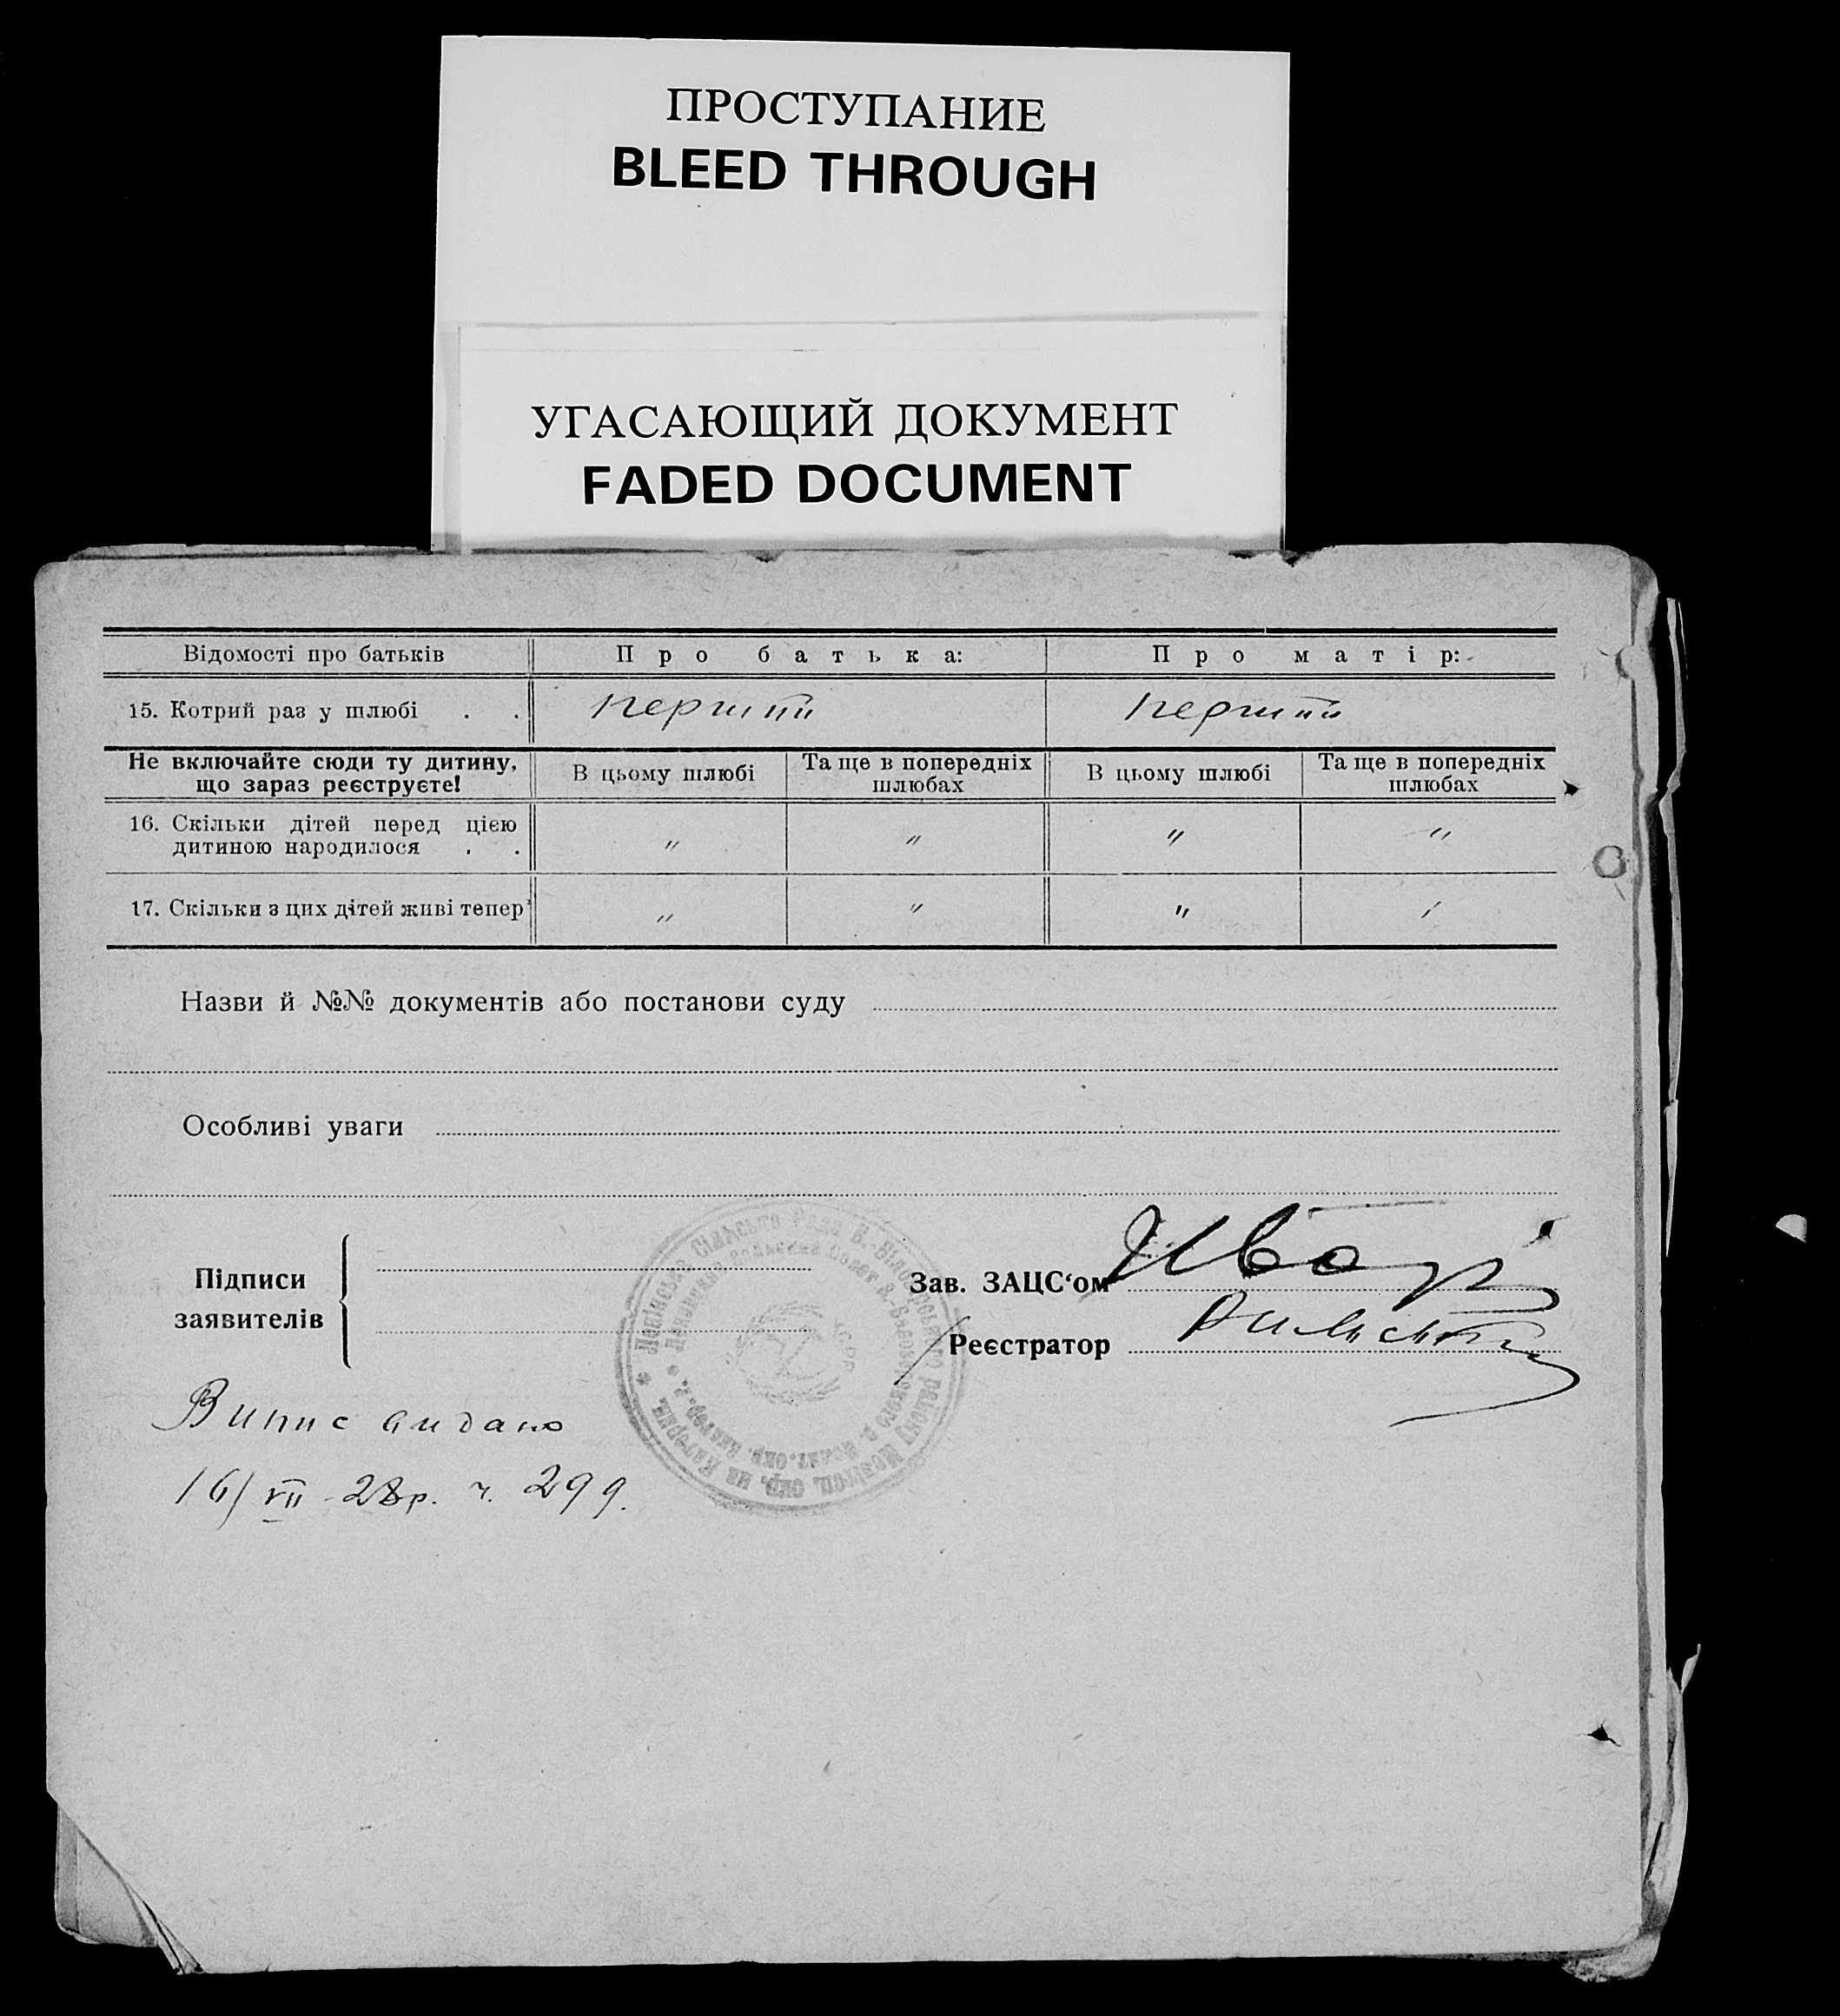 ПРОСТУПАНИЕ
BLEED THROUGH
УГАСАЮЩИЙ ДОКУМЕНТ
FADED DOCUMENT
Відомості про батьків Про батька: Про матір:
15. Котрий раз у шлюбі . . перший перший
Не включайте сюди ту дитину, що зараз реєструєте! В цьому шлюбі Та ще в попередніх шлюбах В цьому шлюбі Та ще в попередніх шлюбах
16. Скільки дітей перед цією
дитиною народилося . . " " " "
17. Скільки з цих дітей живі тепер " " " "
Назви й №№ документів або постанови суду
Особливі уваги
Підписи
заявителів
Зав. ЗАЦС‘ом
Реєстратор
Сільська Рада
Випис видано
16/VII 28р. ч. 299.